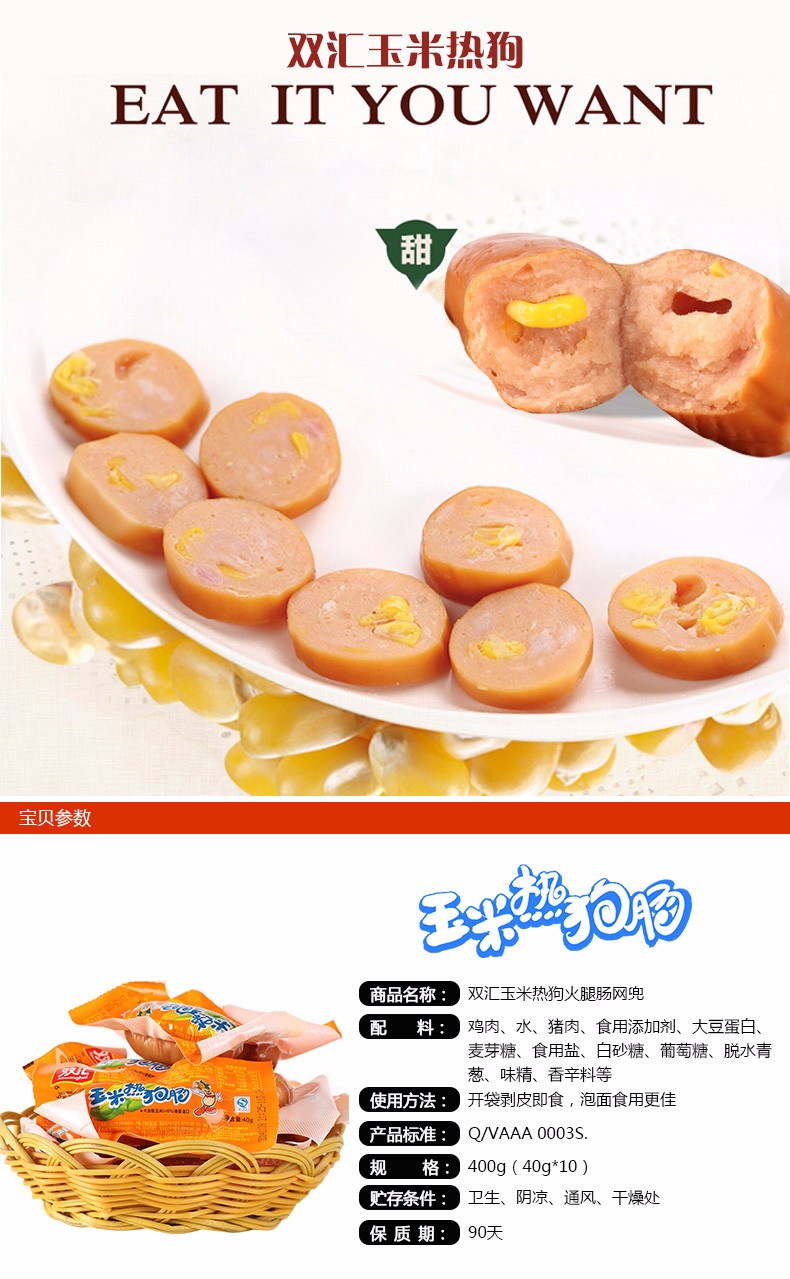 双汇玉米热狗
EAT IT YOU WANT
甜
宝贝参数
玉米热狗肠
商品名称： 双汇玉米热狗火腿肠网兜
配 料： 鸡肉、水、猪肉、食用添加剂、大豆蛋白、
麦芽糖、食用盐、白砂糖、葡萄糖、脱水青
葱、味精、香辛料等
使用方法： 开袋剥皮即食，泡面食用更佳
产品标准： Q/VAAA 0003S.
规 格： 400g（40g*10）
贮存条件： 卫生、阴凉、通风、干燥处
保 质 期： 90天
双汇
玉米热狗肠